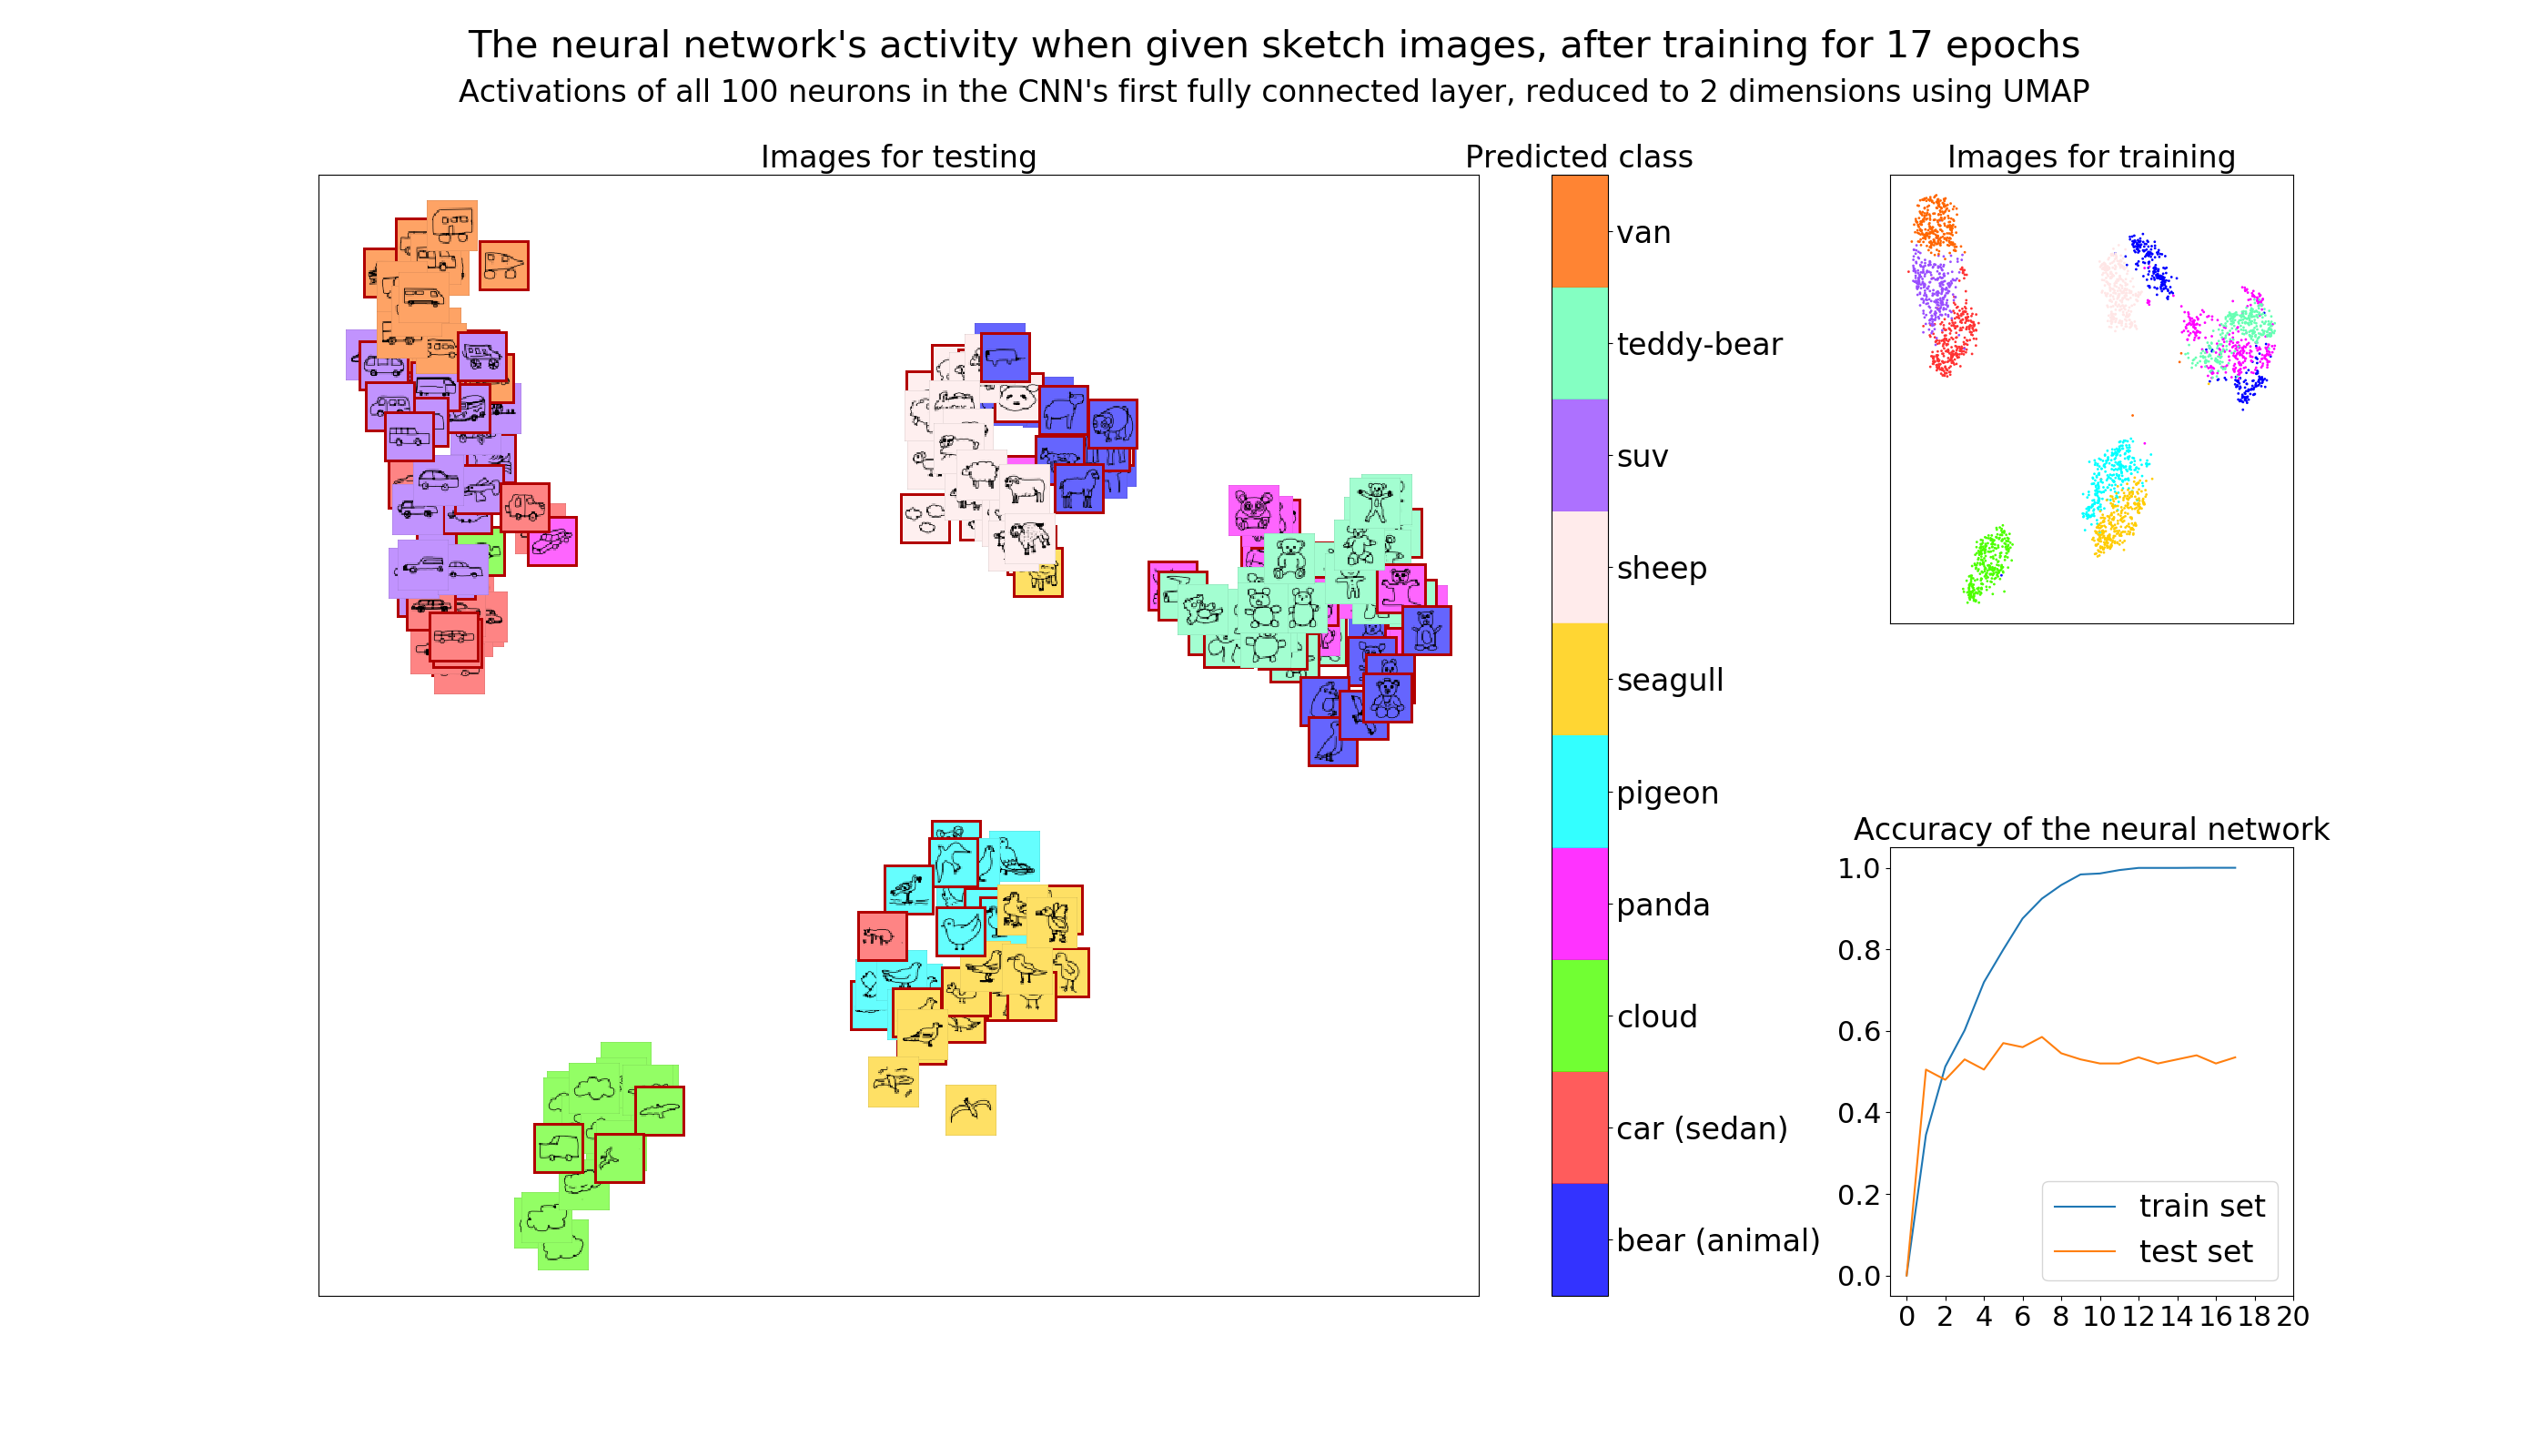 The neural network's activity when given sketch images, after training for 17 epochs
Activations of all 100 neurons in the CNN's first fully connected layer, reduced to 2 dimensions using UMAP
Images for testing
Predicted class
van
teddy-bear
suv
sheep
seagull
pigeon
panda
cloud
car (sedan)
bear (animal)
Images for training
Accuracy of the neural network
1.0
0.8
0.6
0.4
0.2
0.0
train set
test set
0 2 4 6 8 10 12 14 16 18 20